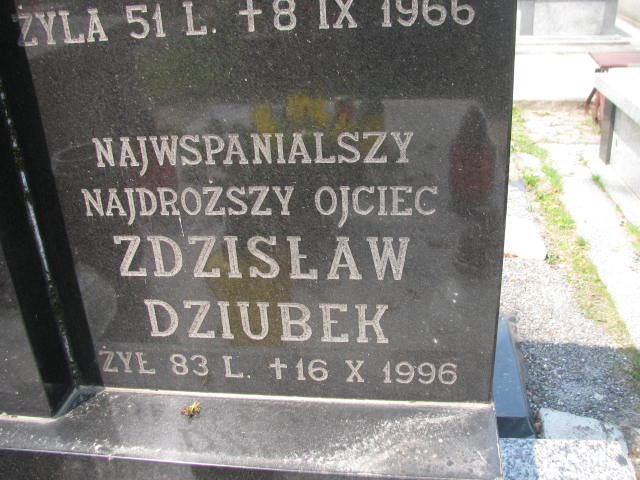 ŻYŁA 51 L. + 8 IX 1966
NAJWSPANIALSZY
NAJDROŻSZY OJCIEC
ZDZISŁAW
DZIUBEK
ŻYŁ 83 L. + 16 X 1996